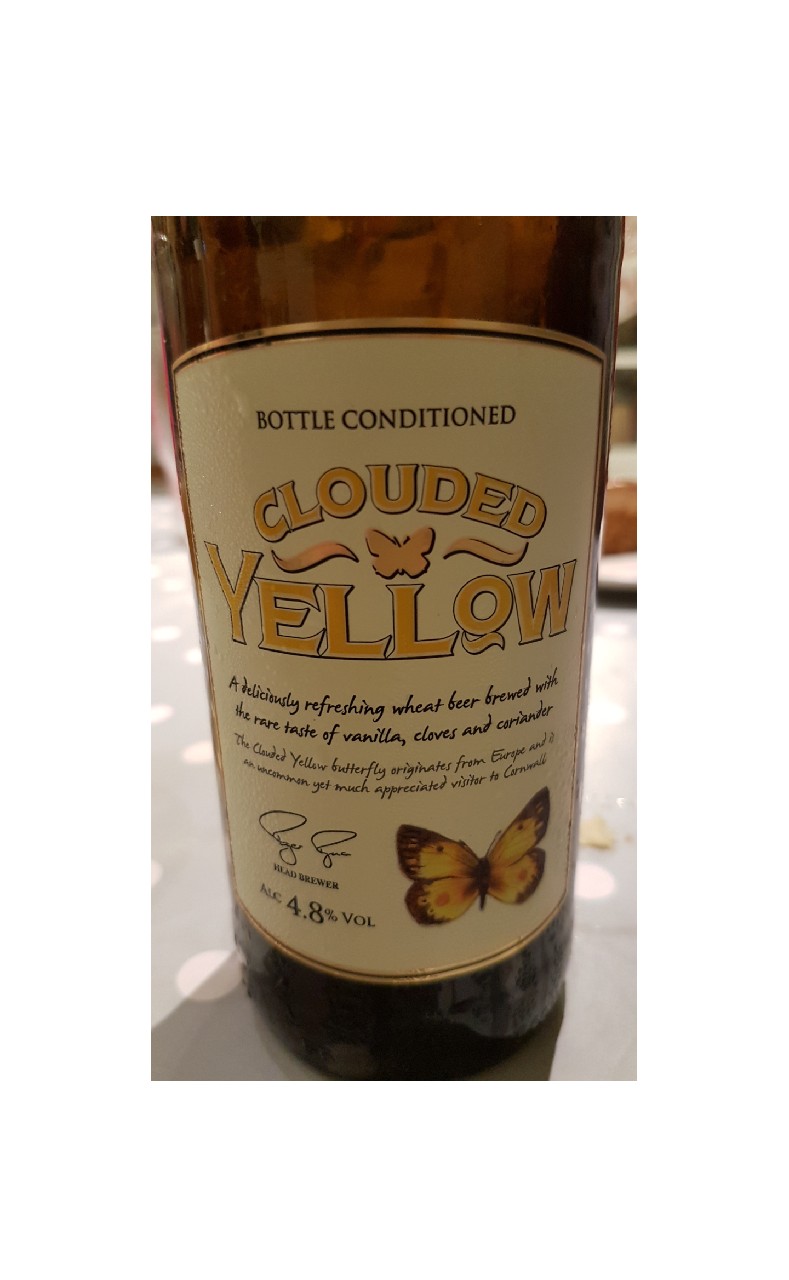 BOTTLE CONDITIONED
CLOUDED
YELLOW
A deliciously refreshing wheat beer brewed with
the rare taste of vanilla, cloves and coriander
The Clouded Yellow butterfly originates from Europe and is
an uncommon yet much appreciated visitor to Cornwall
HEAD BREWER
ALC 4.8% VOL